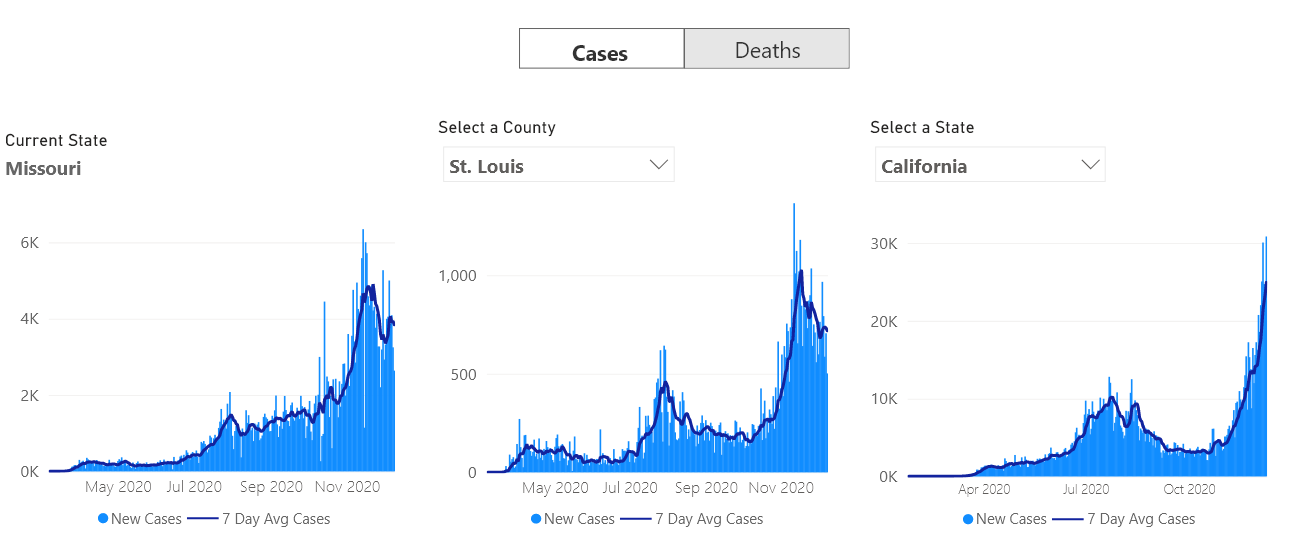 Cases Deaths
Current State
Missouri
6K
4K
2K
0K
May 2020 Jul 2020 Sep 2020 Nov 2020
New Cases 7 Day Avg Cases
Select a County
St. Louis
1,000
500
0
May 2020 Jul 2020 Sep 2020 Nov 2020
New Cases 7 Day Avg Cases
Select a State
California
30K
20K
10K
0K
Apr 2020 Jul 2020 Oct 2020
New Cases 7 Day Avg Cases